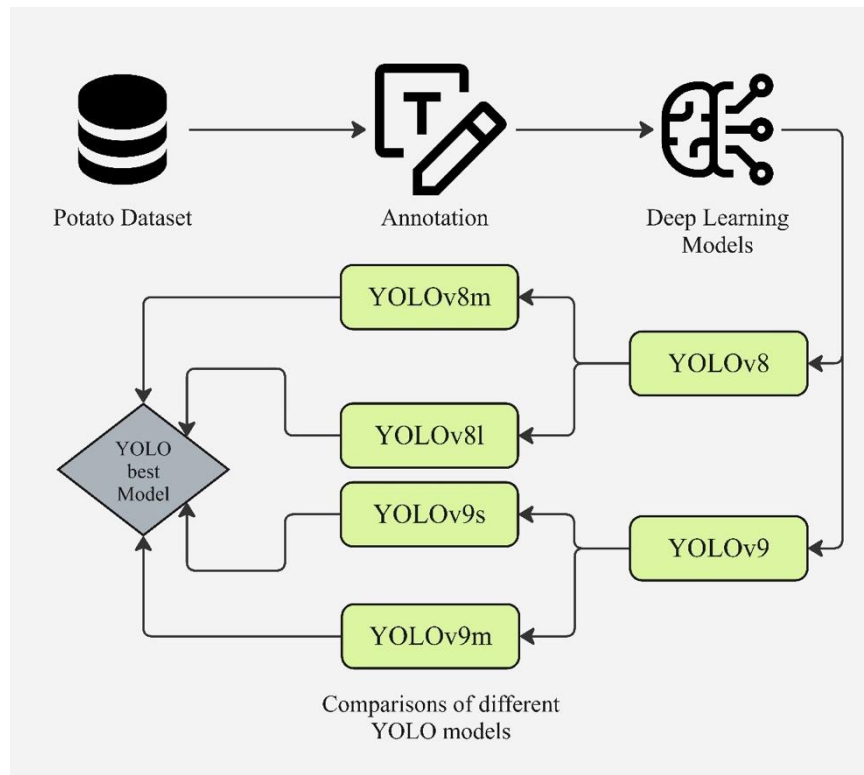 T
Potato Dataset
Annotation
Deep Learning
Models
YOLOv8m
YOLOv8
YOLOv8l
YOLO
best
Model
YOLOv9s
YOLOv9
YOLOv9m
Comparisons of different
YOLO models